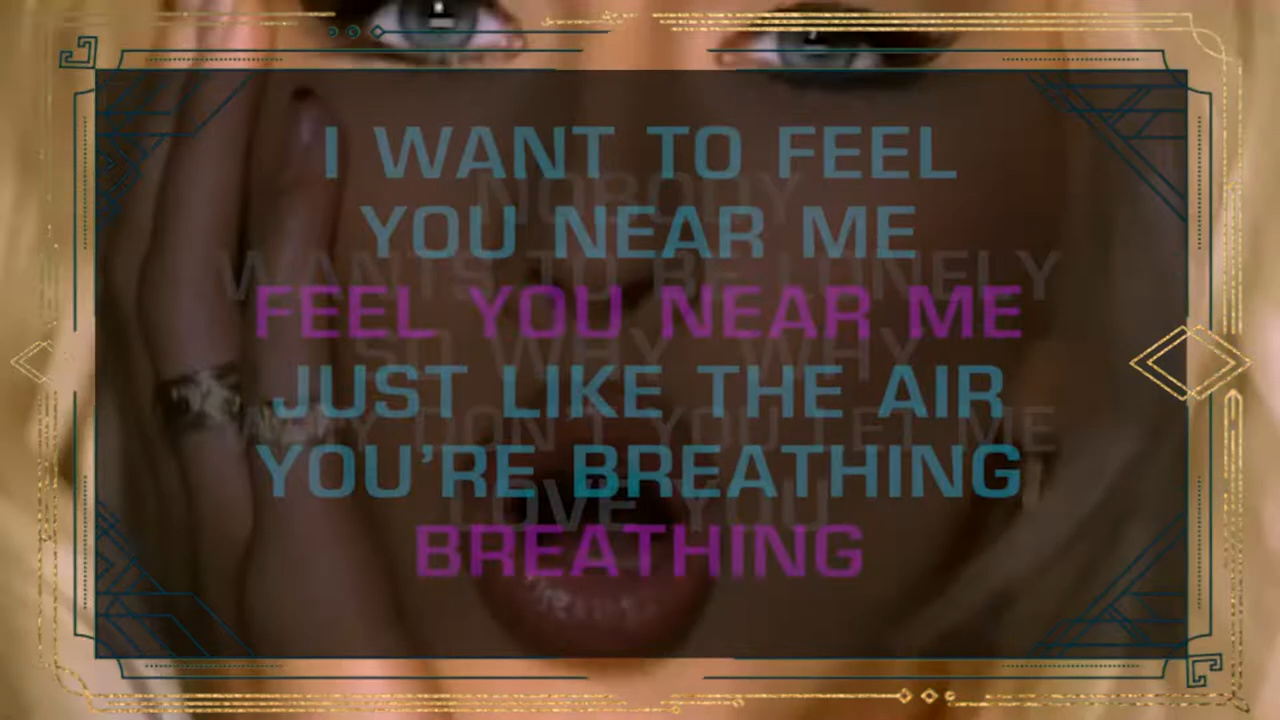 I WANT TO FEEL
YOU NEAR ME
FEEL YOU NEAR ME
JUST LIKE THE AIR
YOU'RE BREATHING
BREATHING
NOBODY
WANTS TO BE LONELY
SO WHY, WHY
WHY DON'T YOU LET ME
LOVE YOU